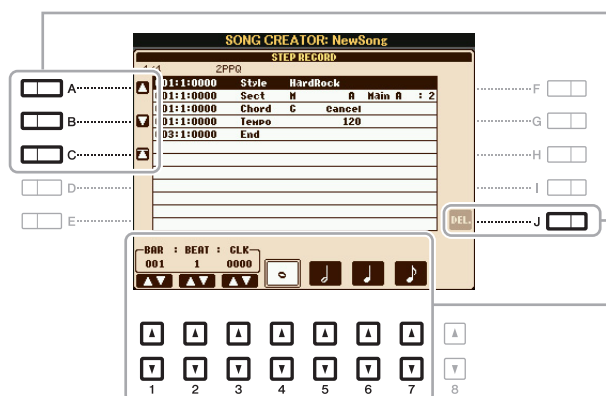 SONG CREATOR: NewSong
STEP RECORD
2PPQ
001:1:0000 Style HardRock
001:1:0000 Sect M A Main A : 2
001:1:0000 Chord C cancel
001:1:0000 Tempo 120
003:1:0000 End
A
B
C
D
E
F
G
H
I
DEL. J
BAR : BEAT : CLK
001 1 0000
1 2 3 4 5 6 7 8